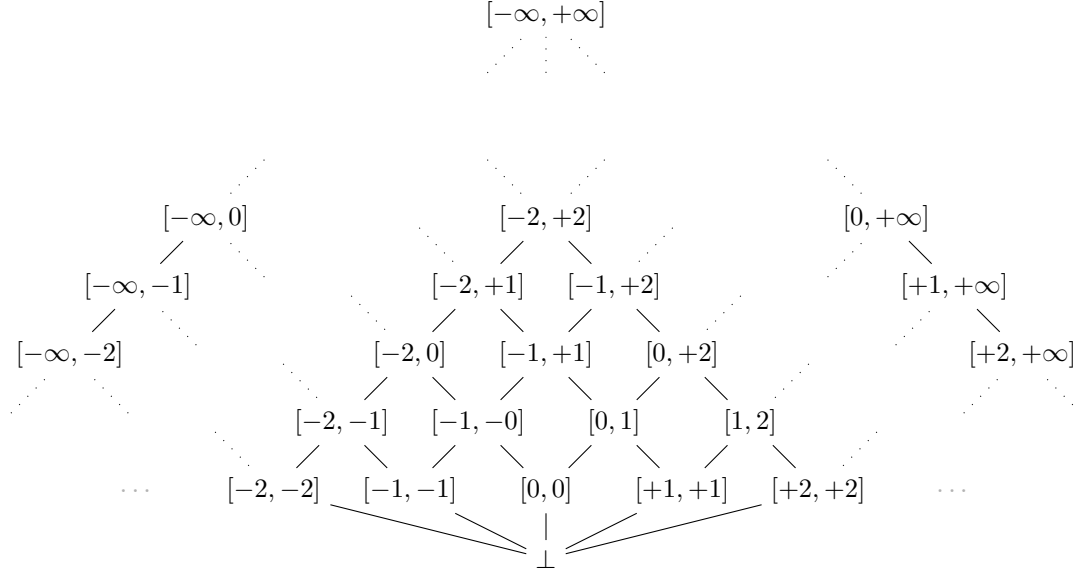 [−∞, +∞]
[−∞, 0] [−2, +2] [0, +∞]
[−∞, −1] [−2, +1] [−1, +2] [+1, +∞]
[−∞, −2] [−2, 0] [−1, +1] [0, +2] [+2, +∞]
[−2, −1] [−1, −0] [0, 1] [1, 2]
... [−2, −2] [−1, −1] [0, 0] [+1, +1] [+2, +2] ...
⊥